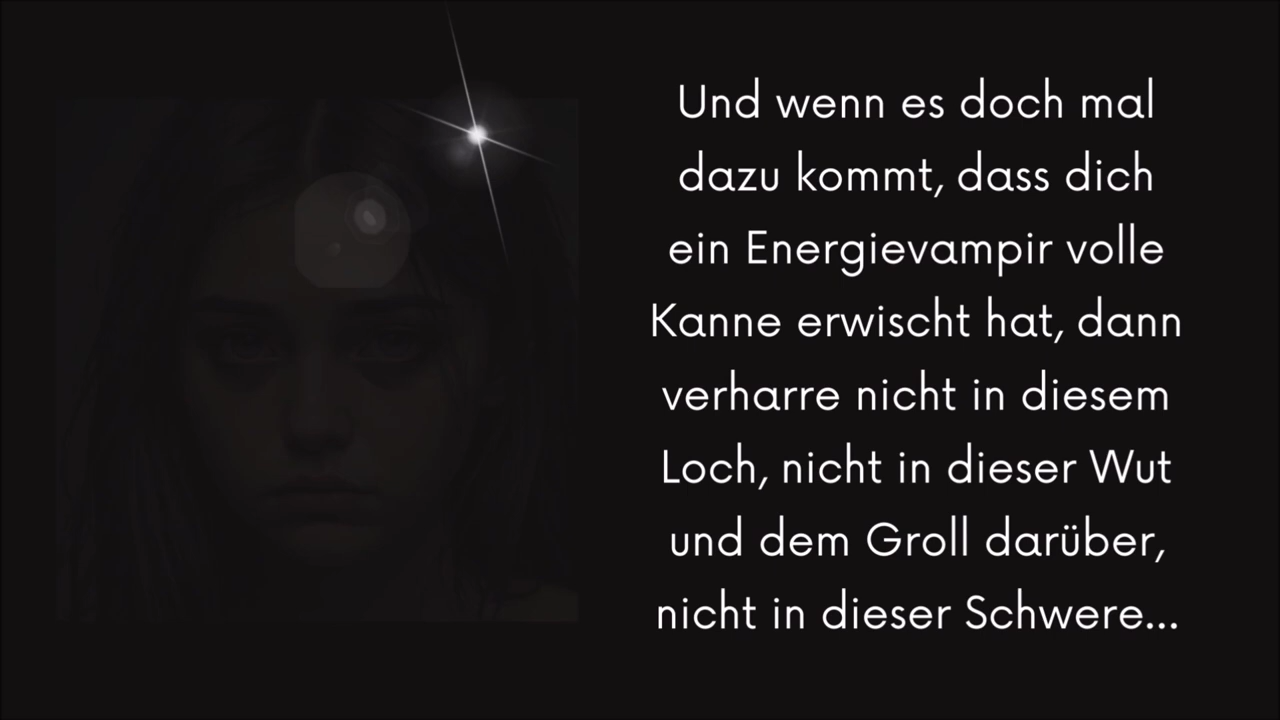 Und wenn es doch mal
dazu kommt, dass dich
ein Energievampir volle
Kanne erwischt hat, dann
verharre nicht in diesem
Loch, nicht in dieser Wut
und dem Groll darüber,
nicht in dieser Schwere...